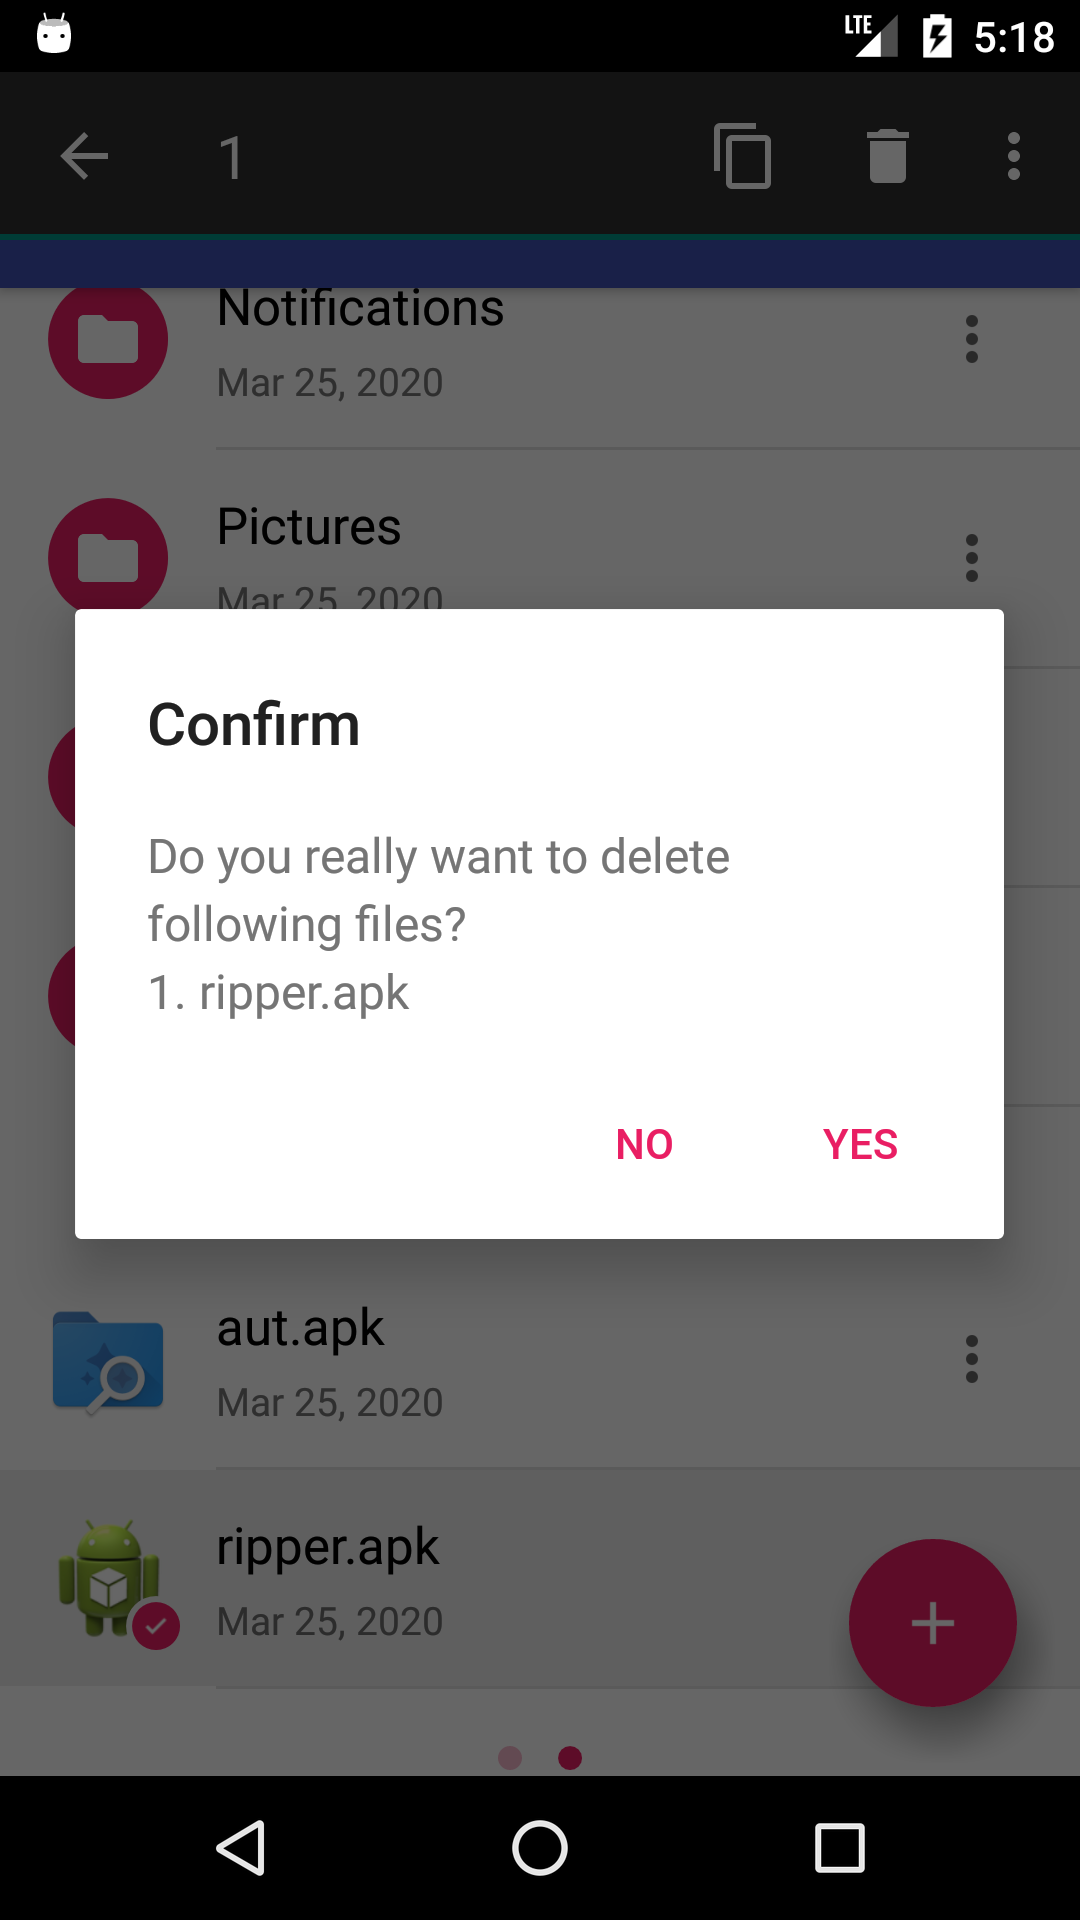 LTE 5:18
1
Notifications
Mar 25, 2020
Pictures
Mar 25, 2020
Confirm
Do you really want to delete
following files?
1. ripper.apk
NO YES
aut.apk
Mar 25, 2020
ripper.apk
Mar 25, 2020